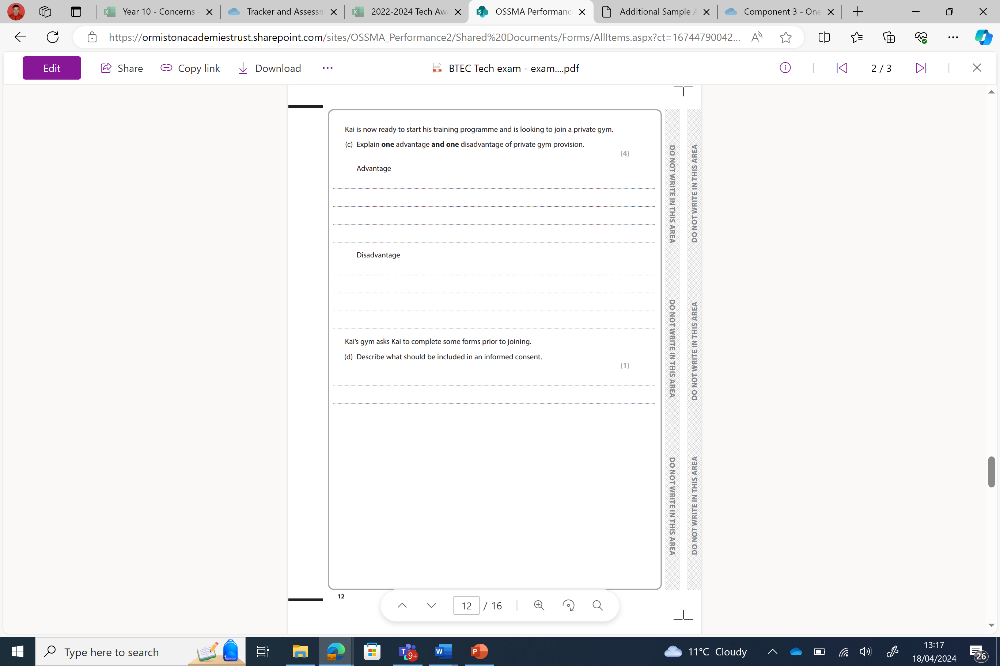 Year 10 - Concerns
Tracker and Assessm
2022-2024 Tech Aw
OSSMA Performanc
Additional Sample A
Component 3 - One
https://ormistonacademiestrust.sharepoint.com/sites/OSSMA_Performance2/Shared%20Documents/Forms/AllItems.aspx?ct=16744790042...
Edit
Share
Copy link
Download
BTEC Tech exam - exam....pdf
2 / 3
Kai is now ready to start his training programme and is looking to join a private gym.
(c) Explain one advantage and one disadvantage of private gym provision.
(4)
Advantage
Disadvantage
Kai's gym asks Kai to complete some forms prior to joining.
(d) Describe what should be included in an informed consent.
(1)
DO NOT WRITE IN THIS AREA
DO NOT WRITE IN THIS AREA
DO NOT WRITE IN THIS AREA
DO NOT WRITE IN THIS AREA
DO NOT WRITE IN THIS AREA
DO NOT WRITE IN THIS AREA
12
12 / 16
Type here to search
9+
11°C Cloudy
13:17
18/04/2024
26